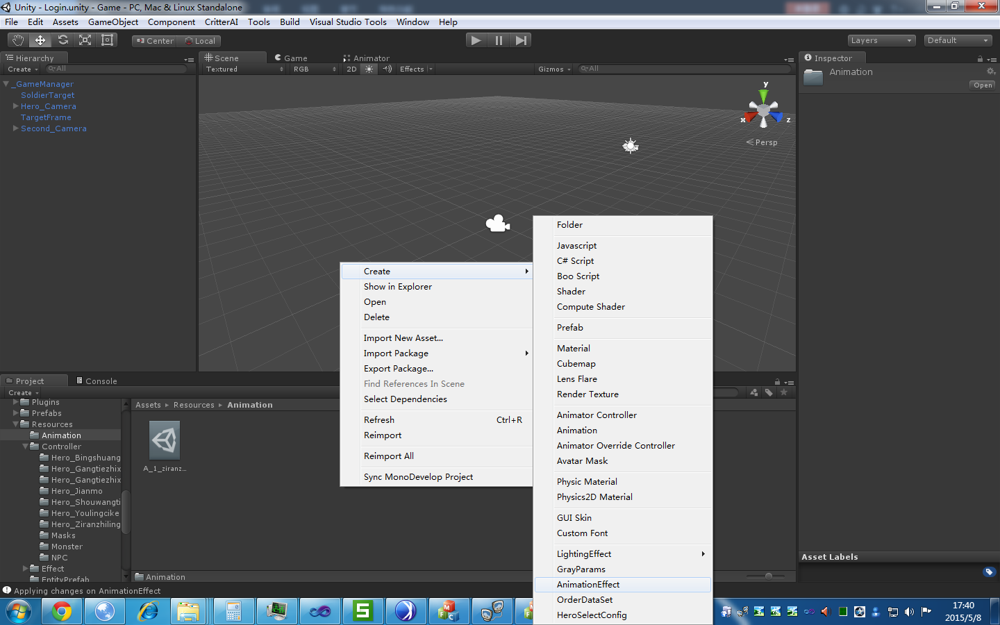 Unity - Login.unity - Game - PC, Mac & Linux Standalone
File Edit Assets GameObject Component CritterAI Tools Build Visual Studio Tools Window Help
Center Local
Layers Default
Hierarchy
Create All
_GameManager
SoldierTarget
Hero_Camera
TargetFrame
Second_Camera
Scene Game Animator
Textured RGB 2D Effects Gizmos All
y
x z
Persp
Inspector
Animation
Open
Create
Show in Explorer
Open
Delete
Import New Asset...
Import Package
Export Package...
Find References In Scene
Select Dependencies
Refresh Ctrl+R
Reimport
Reimport All
Sync MonoDevelop Project
Folder
Javascript
C# Script
Boo Script
Shader
Compute Shader
Prefab
Material
Cubemap
Lens Flare
Render Texture
Animator Controller
Animation
Animator Override Controller
Avatar Mask
Physic Material
Physics2D Material
GUI Skin
Custom Font
LightingEffect
GrayParams
AnimationEffect
OrderDataSet
HeroSelectConfig
Project Console
Create
Plugins
Prefabs
Resources
Animation
Controller
Hero_Bingshuang
Hero_Gangtiezhix
Hero_Gangtiezhix
Hero_Jianmo
Hero_Shouwangti
Hero_Youlingcike
Hero_Ziranzhiling
Masks
Monster
NPC
Effect
EntityPrefab
Assets Resources Animation
A_1_ziranz...
Animation
Asset Labels
Applying changes on AnimationEffect
17:40
2015/5/8